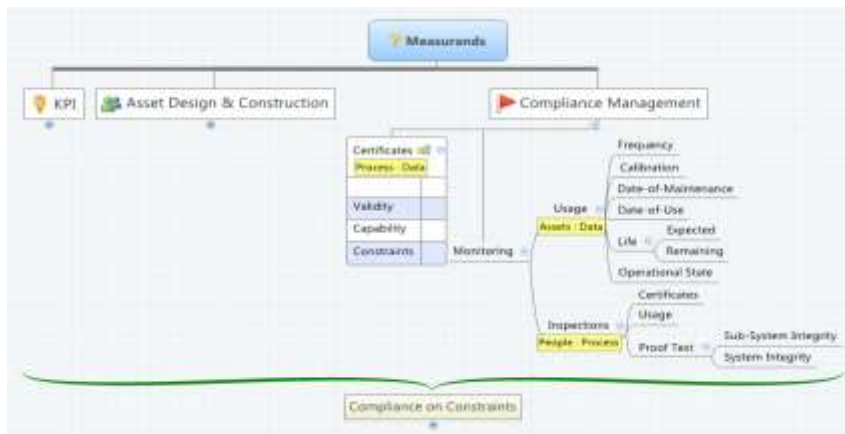 Measurands
KPI
Asset Design & Construction
Compliance Management
Certificates
Process Data
Validity
Capability
Constraints
Monitoring
Usage
Assets Data
Frequency
Calibration
Date-of-Maintenance
Date-of-Use
Life
Expected
Remaining
Operational State
Inspections
People Process
Certificates
Usage
Proof Test
Sub-System Integrity
System Integrity
Compliance on Constraints